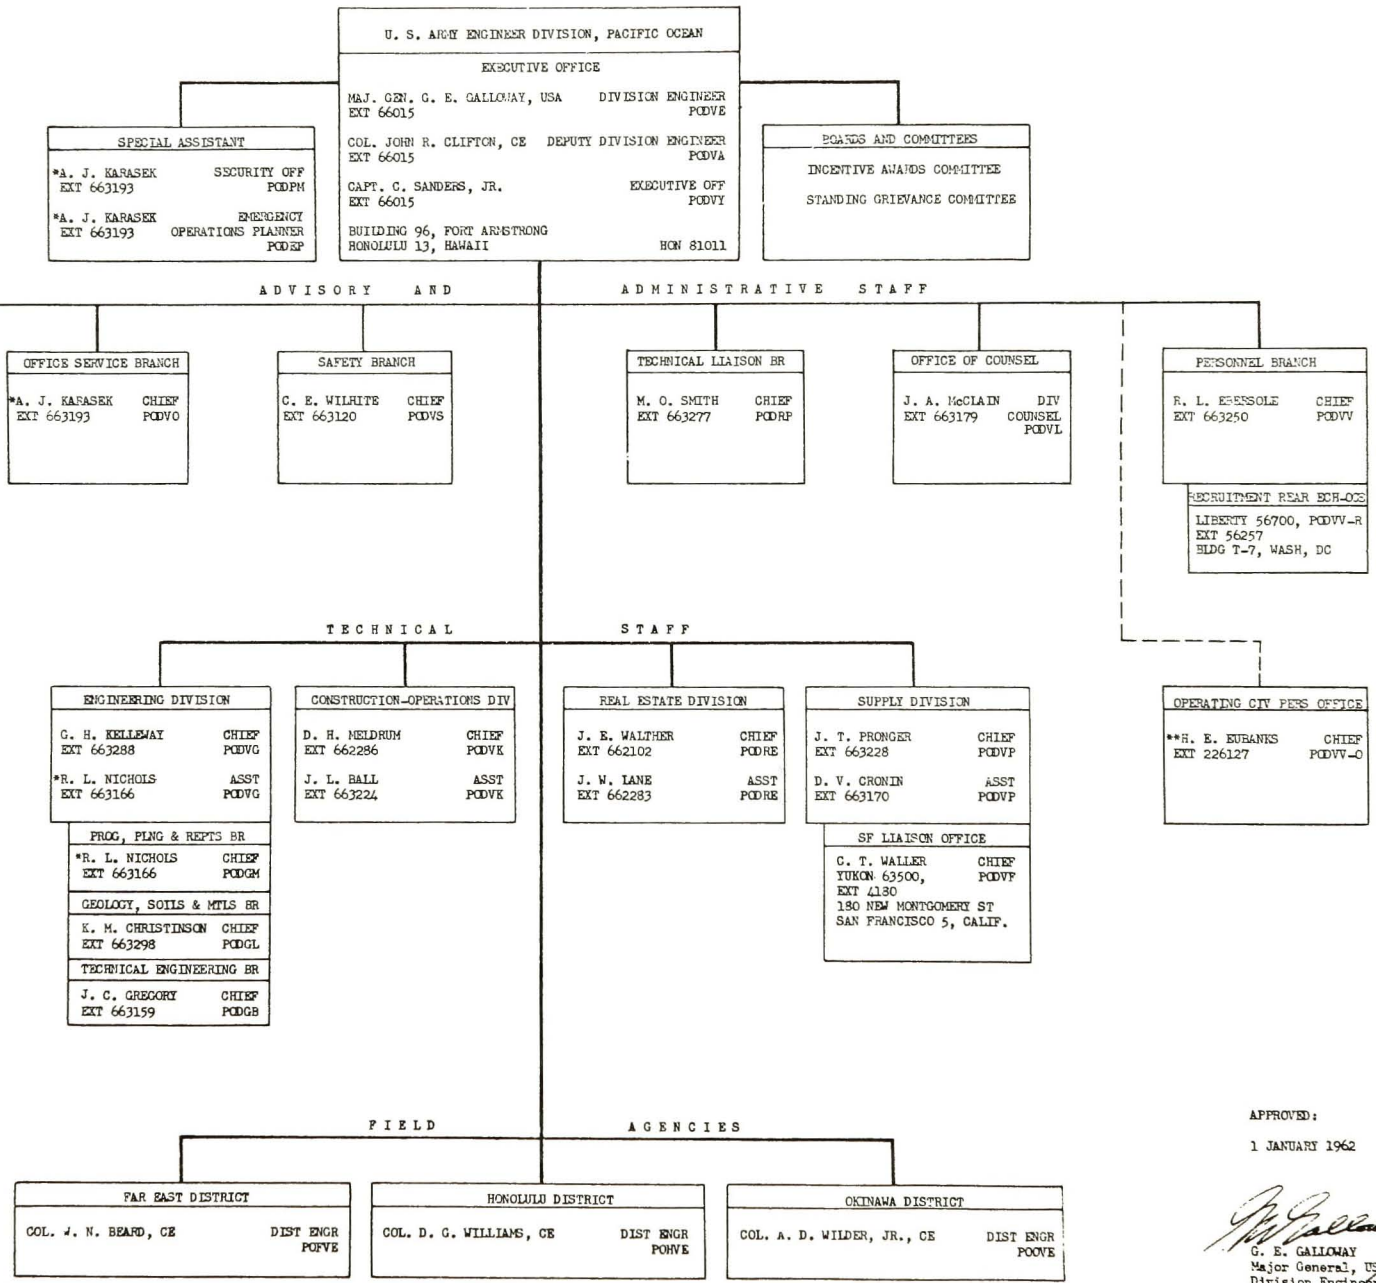 U. S. ARMY ENGINEER DIVISION, PACIFIC OCEAN
EXECUTIVE OFFICE
MAJ. GEN. G. E. GALLOWAY, USA DIVISION ENGINEER
EXT 66015 PODVE
COL. JOHN R. CLIFTON, CE DEPUTY DIVISION ENGINEER
EXT 66015 PODVA
CAPT. C. SANDERS, JR. EXECUTIVE OFF
EXT 66015 PODVY
BUILDING 96, FORT ARMSTRONG
HONOLULU 13, HAWAII HON 81011
SPECIAL ASSISTANT
*A. J. KARASEK SECURITY OFF
EXT 663193 PODPM
*A. J. KARASEK EMERGENCY
EXT 663193 OPERATIONS PLANNER
PODEP
BOARDS AND COMMITTEES
INCENTIVE AWARDS COMMITTEE
STANDING GRIEVANCE COMMITTEE
ADVISORY AND ADMINISTRATIVE STAFF
OFFICE SERVICE BRANCH
*A. J. KARASEK CHIEF
EXT 663193 PODVO
SAFETY BRANCH
C. E. WILHITE CHIEF
EXT 663120 PODVS
TECHNICAL LIAISON BR
M. O. SMITH CHIEF
EXT 663277 PODRP
OFFICE OF COUNSEL
J. A. McCLAIN DIV
EXT 663179 COUNSEL
PODVL
PERSONNEL BRANCH
R. L. EBERSOLE CHIEF
EXT 663250 PODVV
RECRUITMENT REAR ECH-OCE
LIBERTY 56700, PODVV-R
EXT 56257
BLDG T-7, WASH, DC
TECHNICAL STAFF
ENGINEERING DIVISION
G. H. KELLEWAY CHIEF
EXT 663288 PODVG
*R. L. NICHOLS ASST
EXT 663166 PODVG
PROG, PLNG & REPTS BR
*R. L. NICHOLS CHIEF
EXT 663166 PODGM
GEOLOGY, SOILS & MTLS BR
K. M. CHRISTINSON CHIEF
EXT 663298 PODGL
TECHNICAL ENGINEERING BR
J. C. GREGORY CHIEF
EXT 663159 PODGB
CONSTRUCTION-OPERATIONS DIV
D. H. MELDRUM CHIEF
EXT 662286 PODVK
J. L. BALL ASST
EXT 663224 PODVK
REAL ESTATE DIVISION
J. E. WALTHER CHIEF
EXT 662102 PODRE
J. W. LANE ASST
EXT 662283 PODRE
SUPPLY DIVISION
J. T. PRONGER CHIEF
EXT 663228 PODVP
D. V. CRONIN ASST
EXT 663170 PODVP
SF LIAISON OFFICE
C. T. WALLER CHIEF
YUKON 63500, PODVF
EXT 4180
180 NEW MONTGOMERY ST
SAN FRANCISCO 5, CALIF.
OPERATING CIV PERS OFFICE
**H. E. EUBANKS CHIEF
EXT 226127 PODVV-O
FIELD AGENCIES
FAR EAST DISTRICT
COL. W. N. BEARD, CE DIST ENGR
POFVE
HONOLULU DISTRICT
COL. D. G. WILLIAMS, CE DIST ENGR
POHVE
OKINAWA DISTRICT
COL. A. D. WILDER, JR., CE DIST ENGR
POOVE
APPROVED:
1 JANUARY 1962
G. E. GALLOWAY
Major General, US
Division Engineer